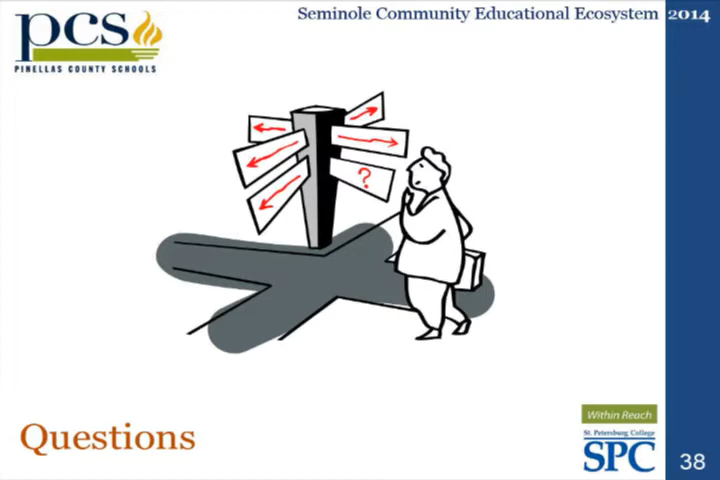 Seminole Community Educational Ecosystem 2014
pcs
PINELLAS COUNTY SCHOOLS
?
Questions
Within Reach
St. Petersburg College
SPC
38